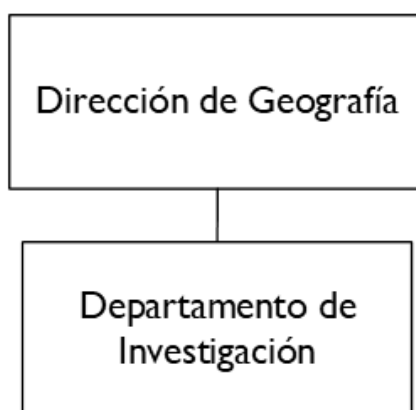 Dirección de Geografía
Departamento de
Investigación